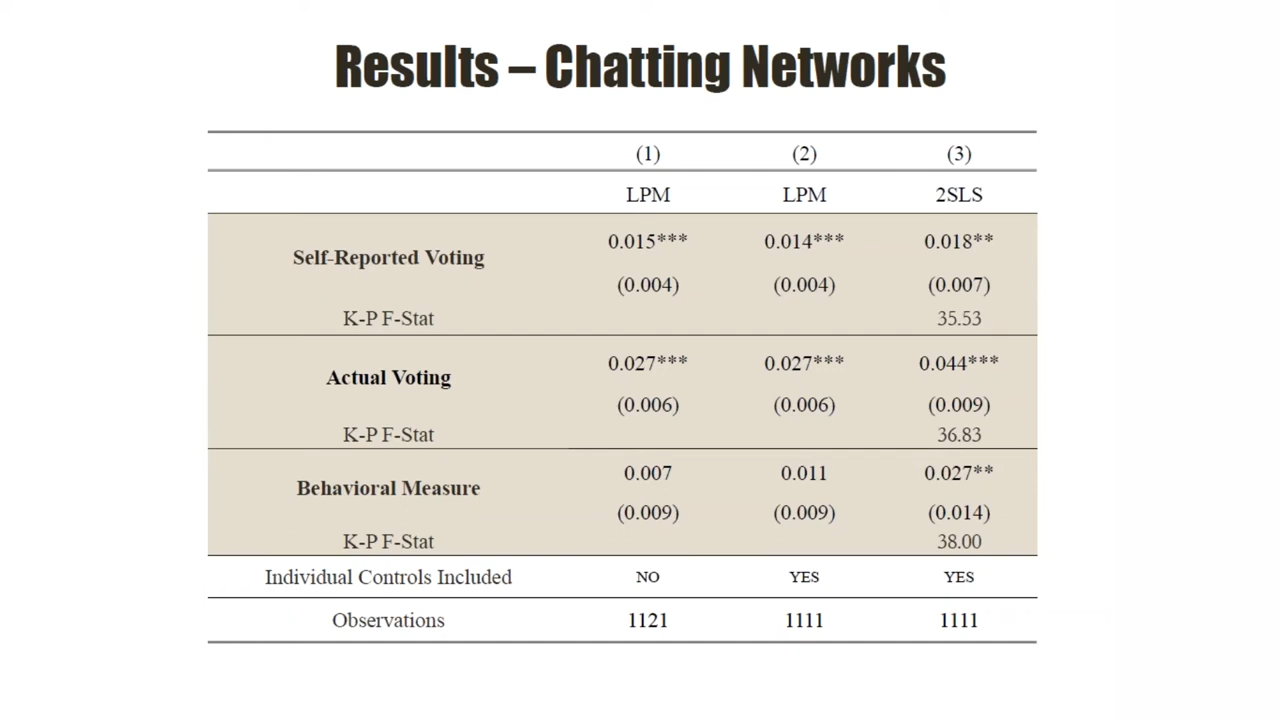 Results – Chatting Networks
(1) (2) (3)
LPM LPM 2SLS
Self-Reported Voting 0.015*** 0.014*** 0.018**
(0.004) (0.004) (0.007)
K-P F-Stat 35.53
Actual Voting 0.027*** 0.027*** 0.044***
(0.006) (0.006) (0.009)
K-P F-Stat 36.83
Behavioral Measure 0.007 0.011 0.027**
(0.009) (0.009) (0.014)
K-P F-Stat 38.00
Individual Controls Included NO YES YES
Observations 1121 1111 1111